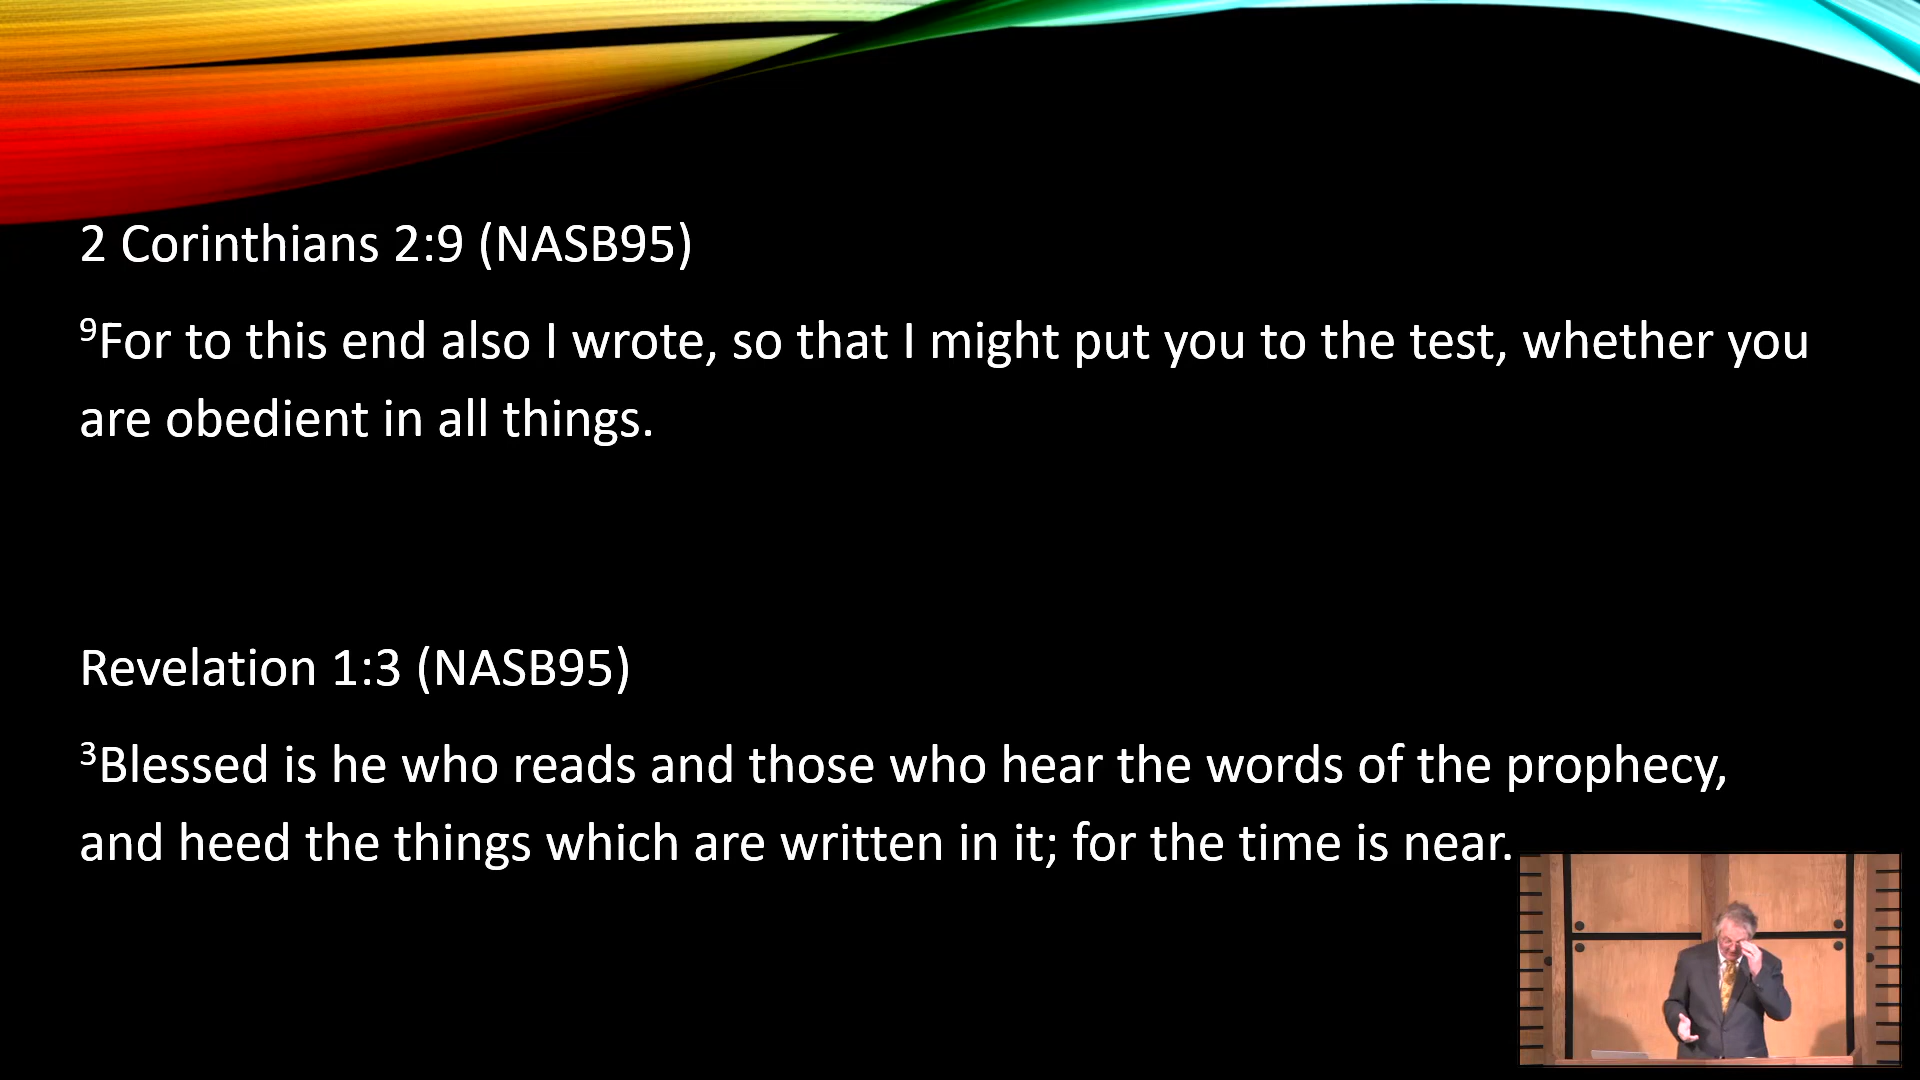 2 Corinthians 2:9 (NASB95)
⁹For to this end also I wrote, so that I might put you to the test, whether you
are obedient in all things.
Revelation 1:3 (NASB95)
³Blessed is he who reads and those who hear the words of the prophecy,
and heed the things which are written in it; for the time is near.